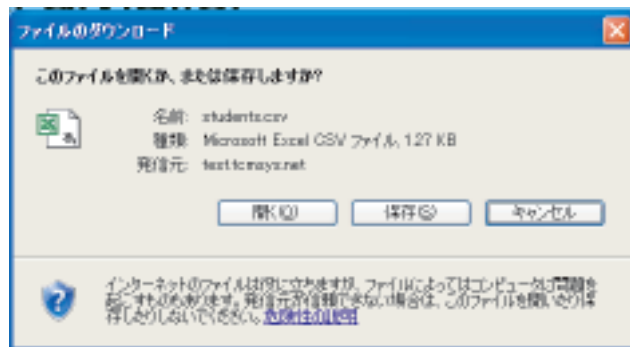 ファイルのダウンロード
このファイルを開くか、または保存しますか?
名前: students.csv
種類: Microsoft Excel CSV ファイル, 1.27 KB
発信元: test.tcmsys.net
開く(O) 保存(S) キャンセル
インターネットのファイルは役に立ちますが、ファイルによってはコンピュータに問題を
起こすものもあります。発信元が信頼できない場合は、このファイルを開いたり保
存したりしないでください。危険性の説明